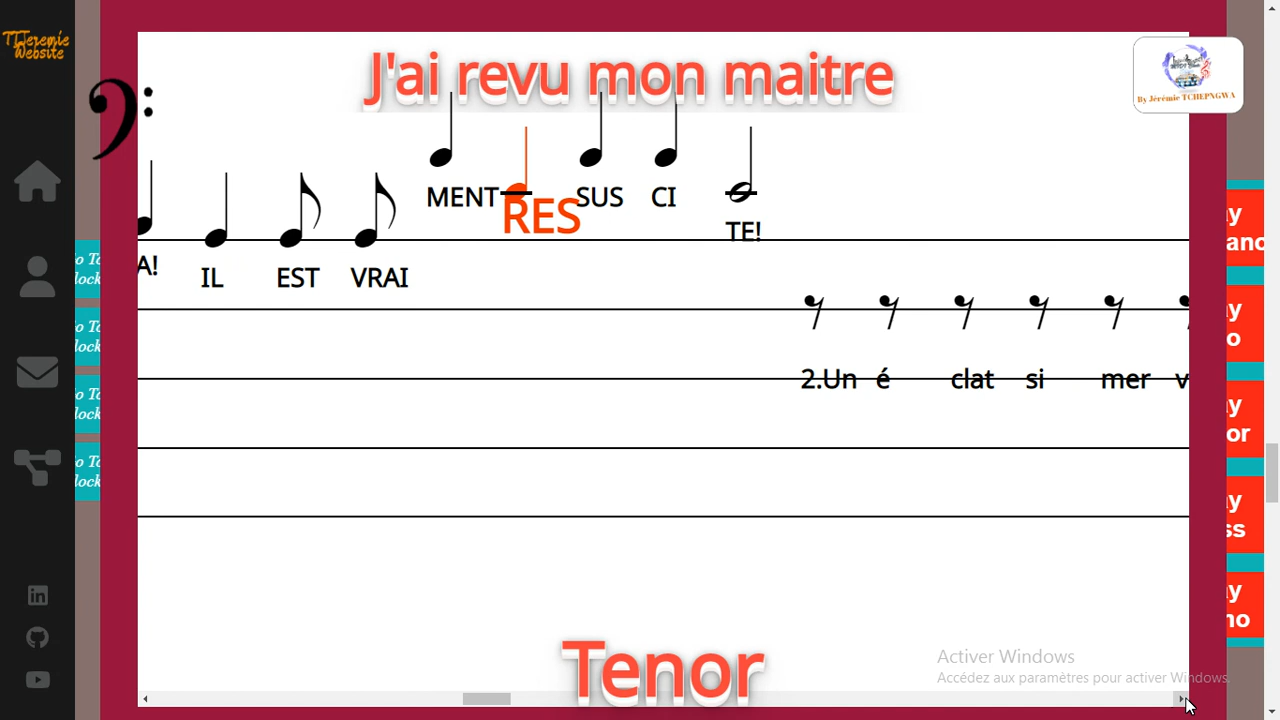 TTJeremie
Website
J'ai revu mon maitre
By Jérémie TCHEPNGWA
MENT RES SUS CI TE!
A! IL EST VRAI
2.Un é clat si mer v
Tenor
Activer Windows
Accédez aux paramètres pour activer Windows.